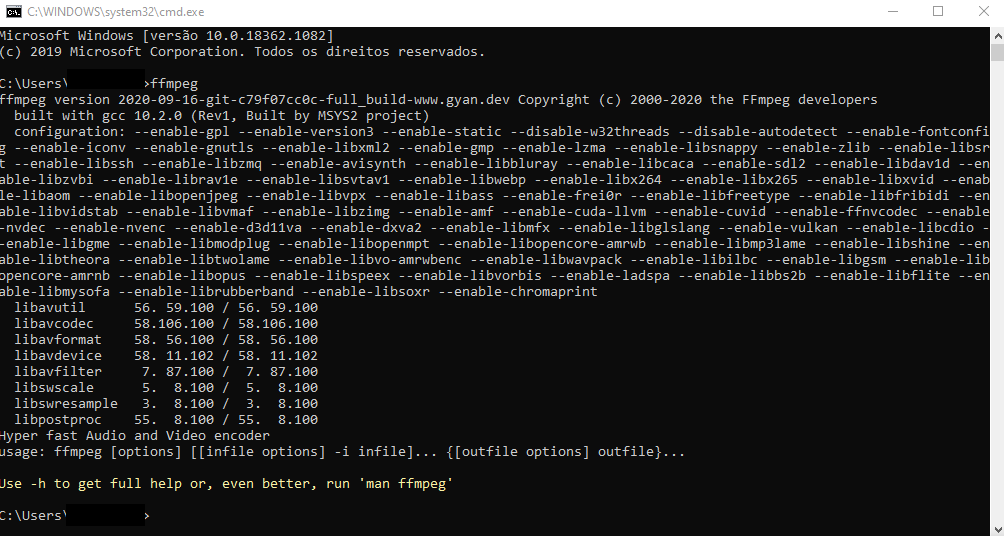 C:\WINDOWS\system32\cmd.exe
Microsoft Windows [versão 10.0.18362.1082]
(c) 2019 Microsoft Corporation. Todos os direitos reservados.
C:\Users\ >ffmpeg
ffmpeg version 2020-09-16-git-c79f07cc0c-full_build-www.gyan.dev Copyright (c) 2000-2020 the FFmpeg developers
built with gcc 10.2.0 (Rev1, Built by MSYS2 project)
configuration: --enable-gpl --enable-version3 --enable-static --disable-w32threads --disable-autodetect --enable-fontconfi
g --enable-iconv --enable-gnutls --enable-libxml2 --enable-gmp --enable-lzma --enable-libsnappy --enable-zlib --enable-libsr
t --enable-libssh --enable-libzmq --enable-avisynth --enable-libbluray --enable-libcaca --enable-sdl2 --enable-libdav1d --en
able-libzvbi --enable-librav1e --enable-libsvtav1 --enable-libwebp --enable-libx264 --enable-libx265 --enable-libxvid --enab
le-libaom --enable-libopenjpeg --enable-libvpx --enable-libass --enable-frei0r --enable-libfreetype --enable-libfribidi --en
able-libvidstab --enable-libvmaf --enable-libzimg --enable-amf --enable-cuda-llvm --enable-cuvid --enable-ffnvcodec --enable
-nvdec --enable-nvenc --enable-d3d11va --enable-dxva2 --enable-libmfx --enable-libglslang --enable-vulkan --enable-libcdio -
-enable-libgme --enable-libmodplug --enable-libopenmpt --enable-libopencore-amrwb --enable-libmp3lame --enable-libshine --en
able-libtheora --enable-libtwolame --enable-libvo-amrwbenc --enable-libwavpack --enable-libilbc --enable-libgsm --enable-lib
opencore-amrnb --enable-libopus --enable-libspeex --enable-libvorbis --enable-ladspa --enable-libbs2b --enable-libflite --en
able-libmysofa --enable-librubberband --enable-libsoxr --enable-chromaprint
libavutil 56. 59.100 / 56. 59.100
libavcodec 58.106.100 / 58.106.100
libavformat 58. 56.100 / 58. 56.100
libavdevice 58. 11.102 / 58. 11.102
libavfilter 7. 87.100 / 7. 87.100
libswscale 5. 8.100 / 5. 8.100
libswresample 3. 8.100 / 3. 8.100
libpostproc 55. 8.100 / 55. 8.100
Hyper fast Audio and Video encoder
usage: ffmpeg [options] [[infile options] -i infile]... {[outfile options] outfile}...
Use -h to get full help or, even better, run 'man ffmpeg'
C:\Users\ >